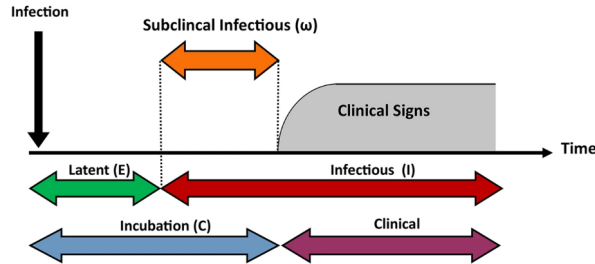 Infection
Subclincal Infectious (ω)
Clinical Signs
Time
Latent (E)
Infectious (I)
Incubation (C)
Clinical